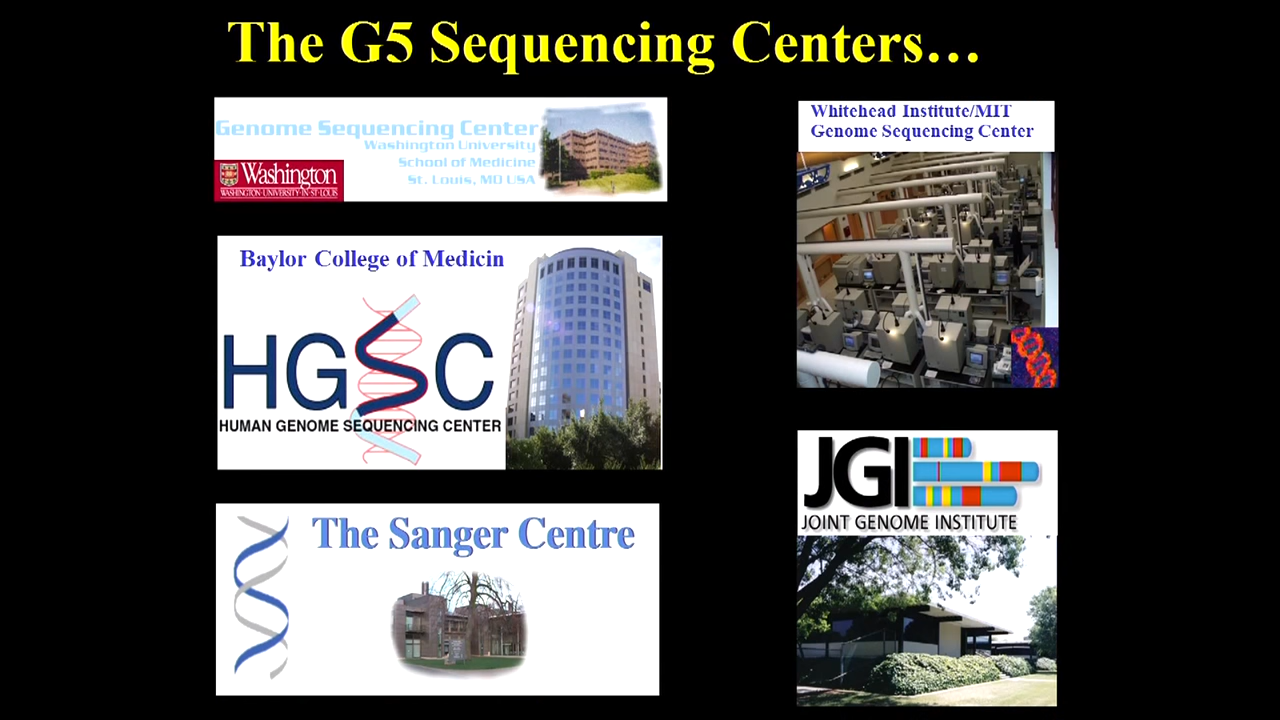 The G5 Sequencing Centers…
Genome Sequencing Center
Washington University
School of Medicine
St. Louis, MO USA
Washington
WASHINGTON·UNIVERSITY·IN·ST·LOUIS
Whitehead Institute/MIT
Genome Sequencing Center
Baylor College of Medicin
HGSC
HUMAN GENOME SEQUENCING CENTER
The Sanger Centre
JGI
JOINT GENOME INSTITUTE